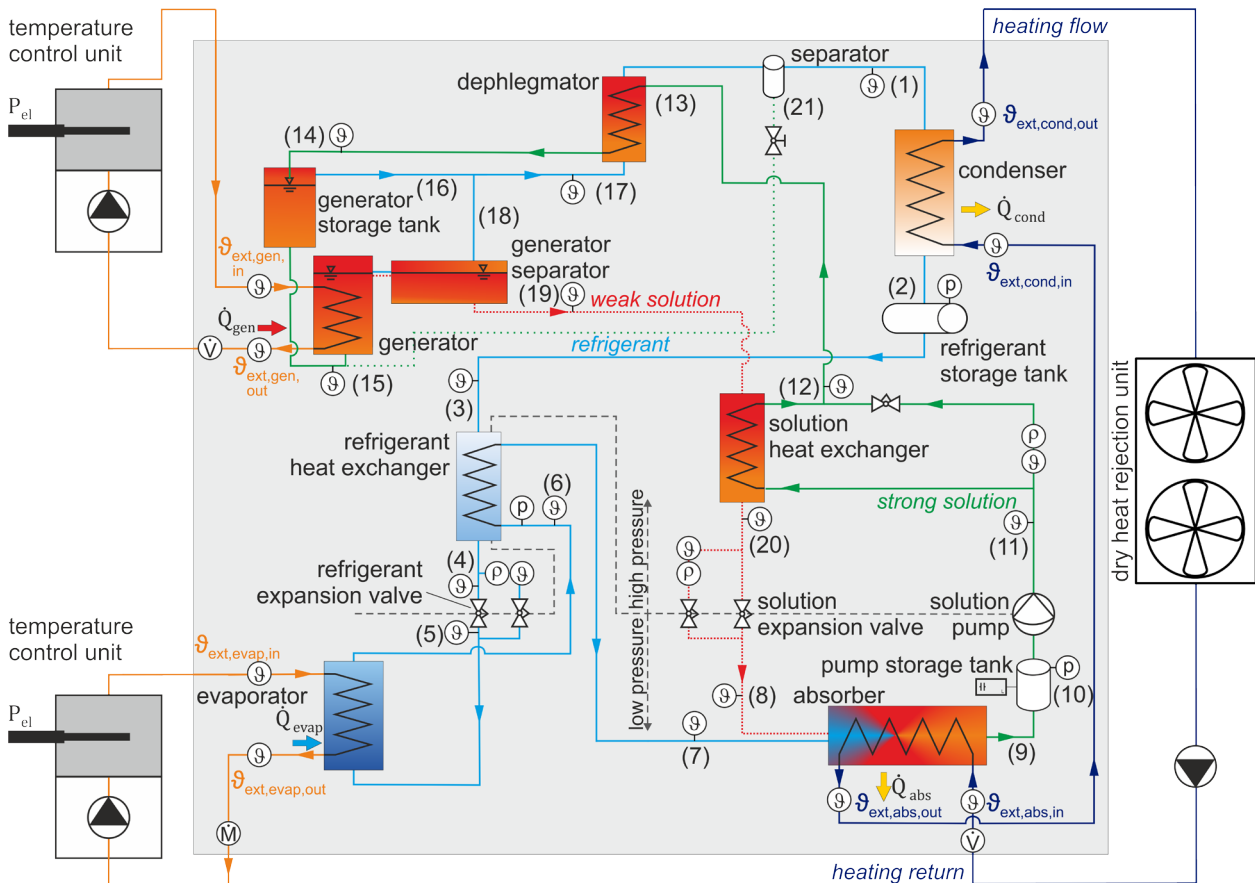 temperature
control unit
P_el
ϑ_ext,gen,in
Q̇_gen
V̇
ϑ
ϑ
ϑ_ext,gen,out
(14)
ϑ
generator
storage tank
(16)
(18)
dephlegmator
(13)
ϑ
(17)
separator
(21)
ϑ
(1)
heating flow
ϑ
ϑ_ext,cond,out
condenser
Q̇_cond
ϑ
ϑ_ext,cond,in
generator
separator
(19)
ϑ
weak solution
generator
ϑ
(15)
refrigerant
(2)
p
refrigerant
storage tank
ϑ
(3)
(12)
ϑ
solution
heat exchanger
refrigerant
heat exchanger
(6)
p
ϑ
ρ
ϑ
strong solution
ϑ
(11)
ϑ
(20)
dry heat rejection unit
low pressure
high pressure
(4)
ϑ
ρ
ϑ
ϑ
ρ
refrigerant
expansion valve
(5)
ϑ
solution
expansion valve
solution
pump
temperature
control unit
P_el
ϑ_ext,evap,in
ϑ
evaporator
Q̇_evap
ϑ
ϑ_ext,evap,out
Ṁ
pump storage tank
p
(10)
ϑ
(8)
absorber
ϑ
(7)
(9)
Q̇_abs
ϑ
ϑ_ext,abs,out
ϑ
ϑ_ext,abs,in
V̇
heating return